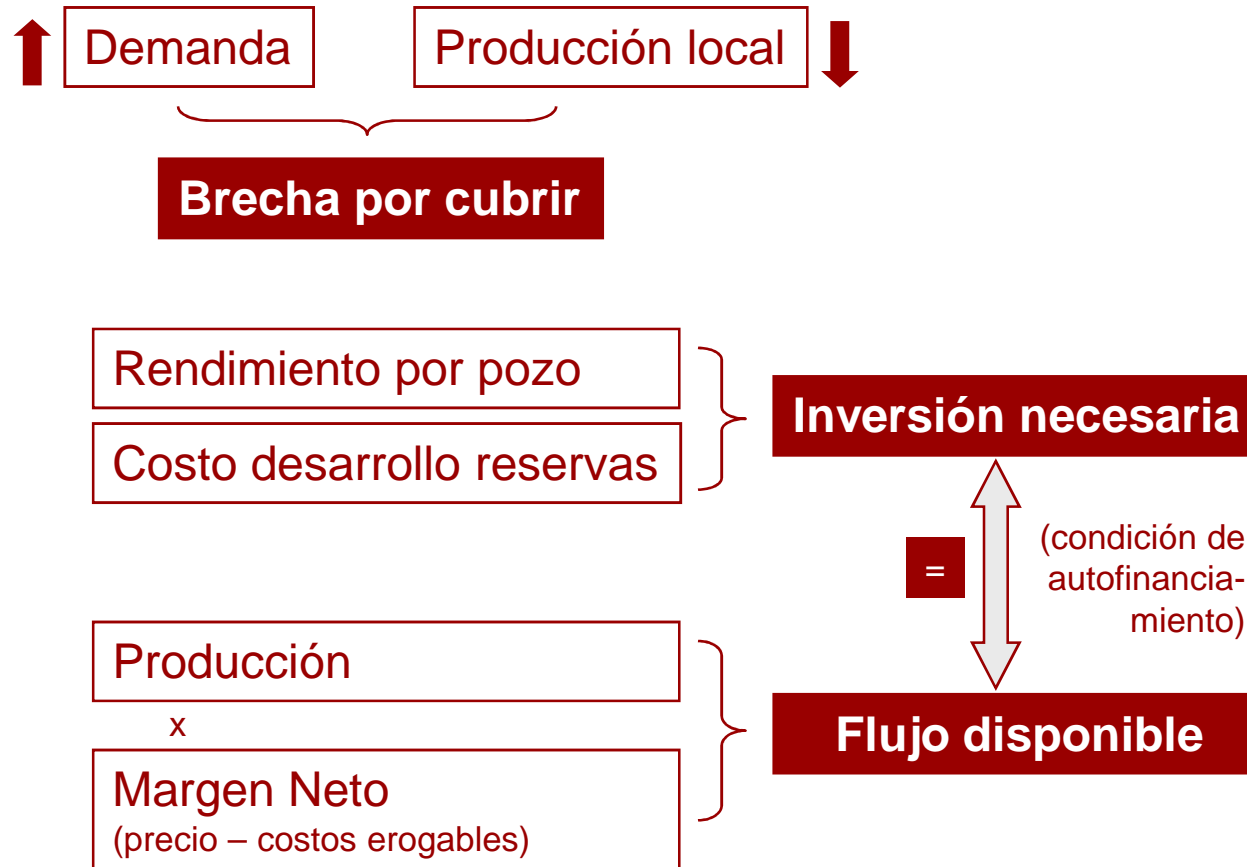 Demanda
Producción local
Brecha por cubrir
Rendimiento por pozo
Costo desarrollo reservas
Inversión necesaria
=
(condición de
autofinancia-
miento)
Producción
x
Margen Neto
(precio – costos erogables)
Flujo disponible